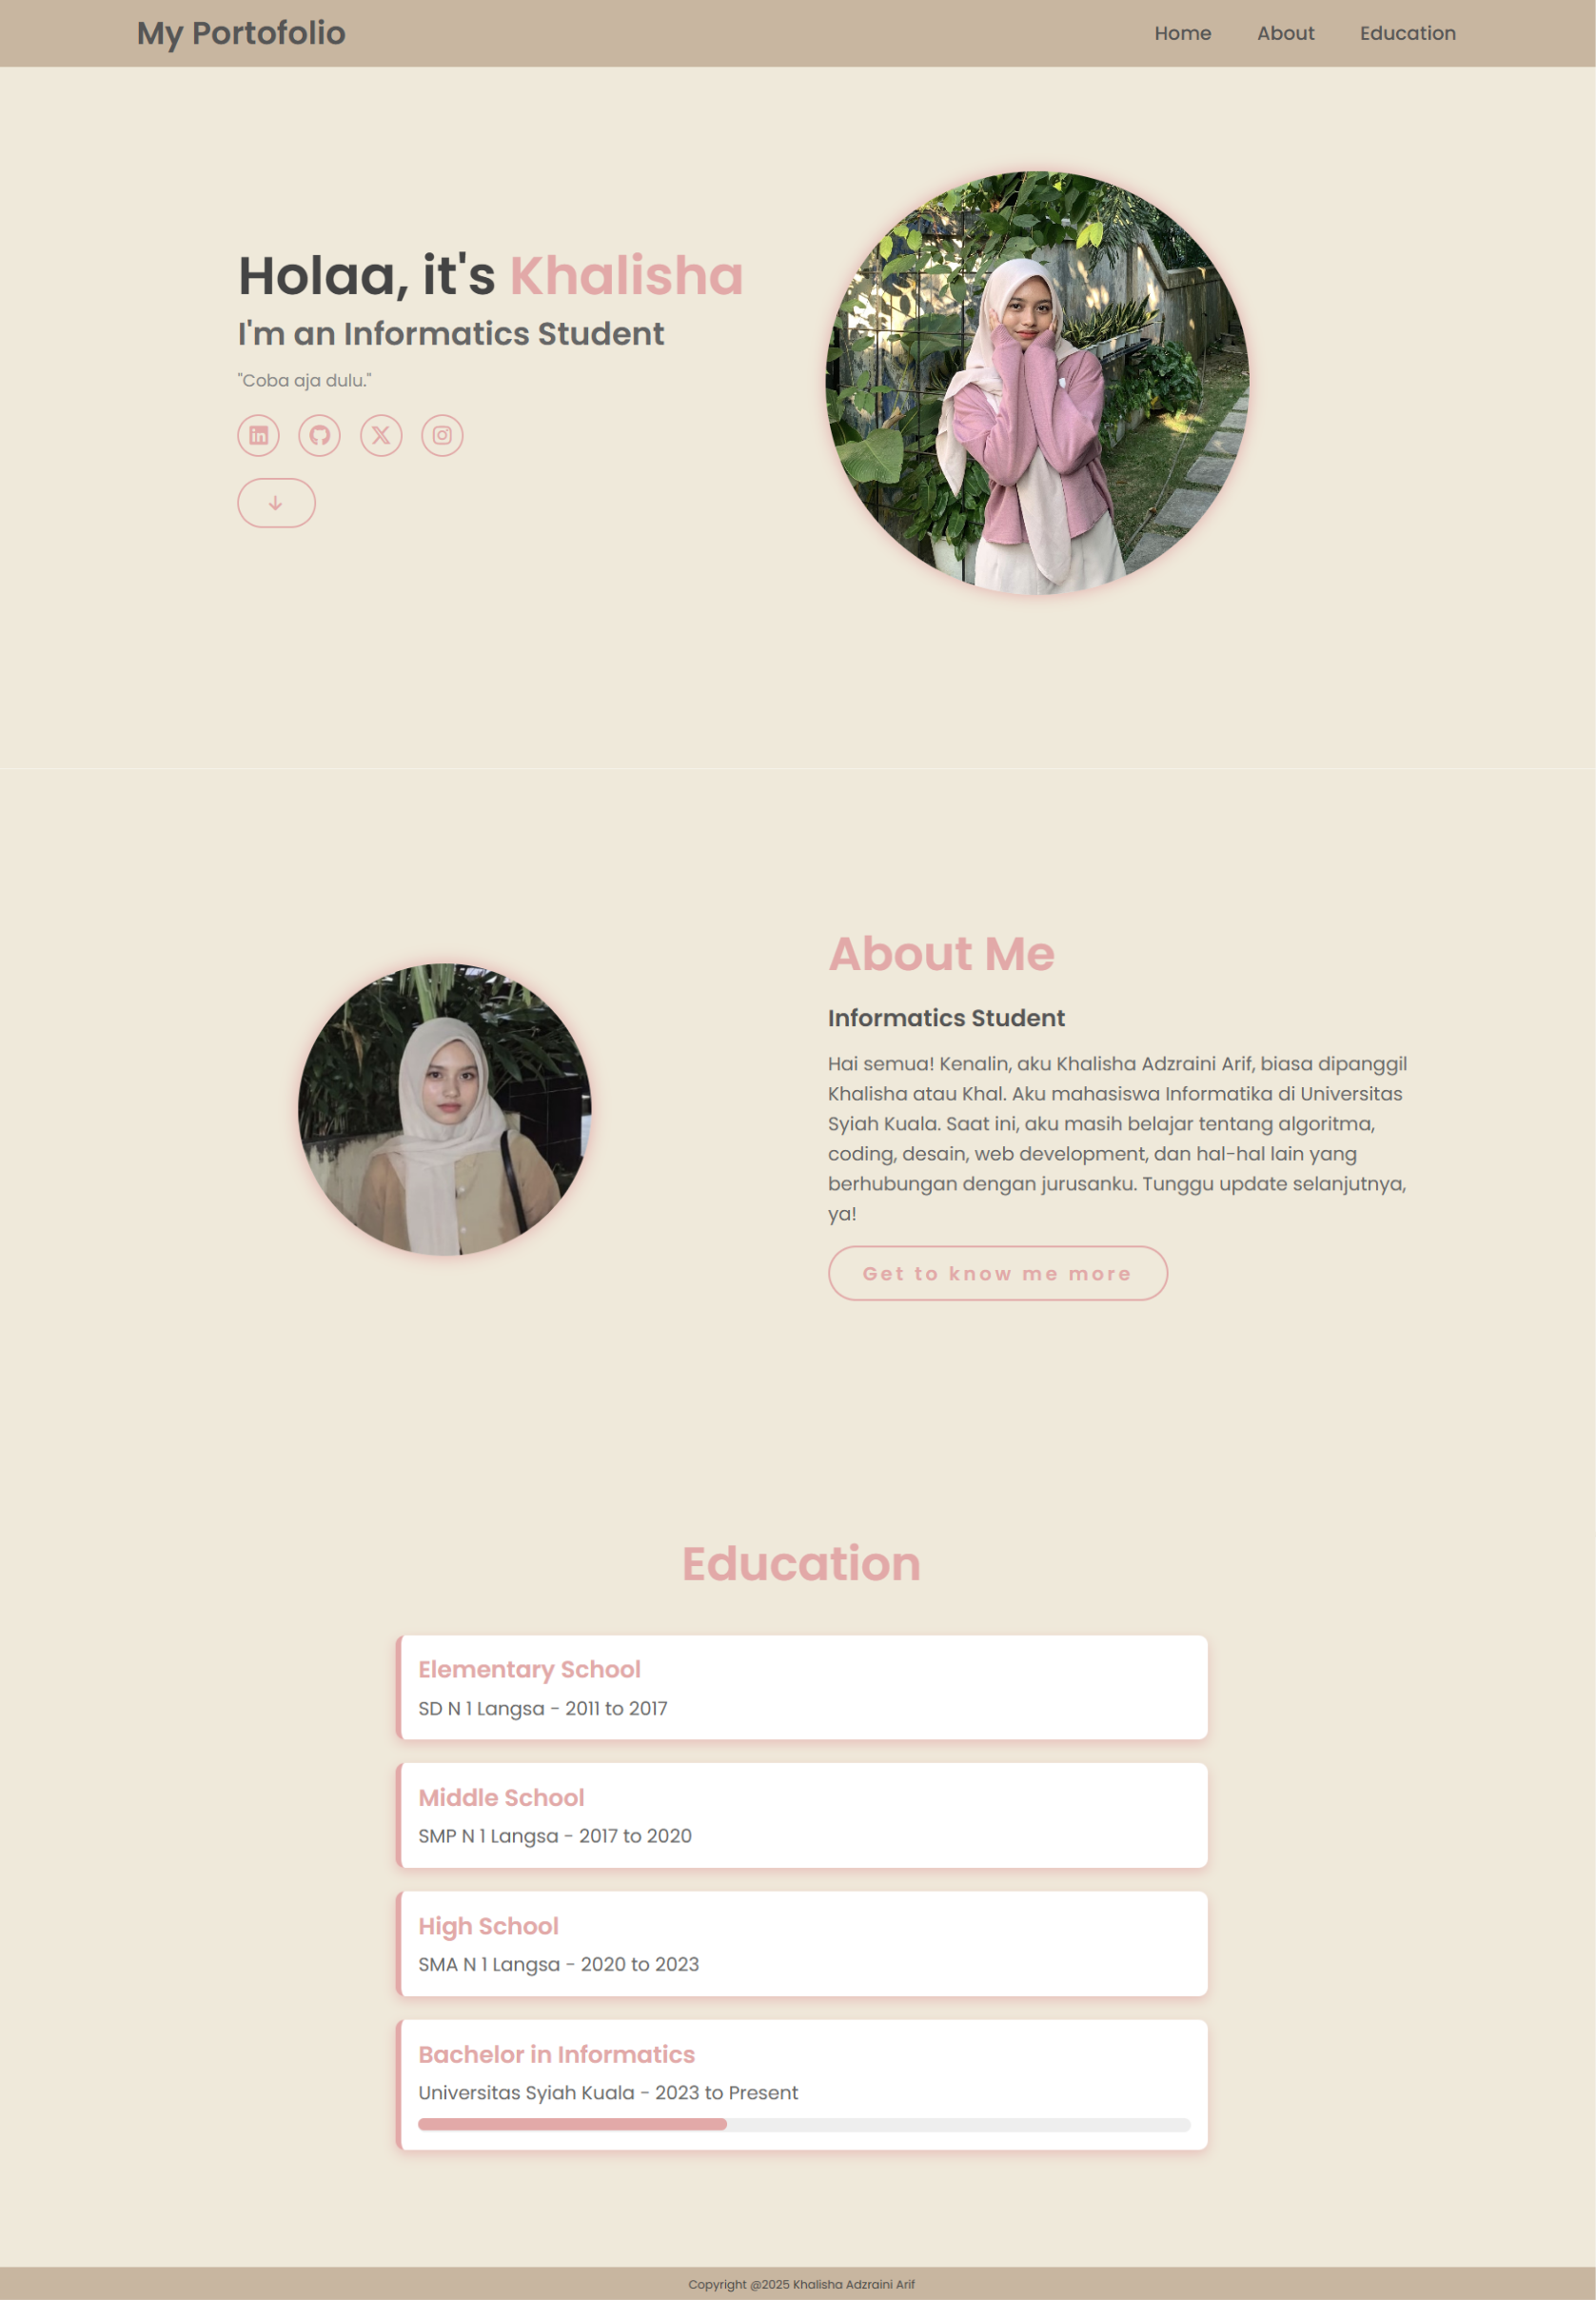 My Portofolio
Home About Education
Holaa, it's Khalisha
I'm an Informatics Student
"Coba aja dulu."
About Me
Informatics Student
Hai semua! Kenalin, aku Khalisha Adzraini Arif, biasa dipanggil
Khalisha atau Khal. Aku mahasiswa Informatika di Universitas
Syiah Kuala. Saat ini, aku masih belajar tentang algoritma,
coding, desain, web development, dan hal-hal lain yang
berhubungan dengan jurusanku. Tunggu update selanjutnya,
ya!
Get to know me more
Education
Elementary School
SD N 1 Langsa - 2011 to 2017
Middle School
SMP N 1 Langsa - 2017 to 2020
High School
SMA N 1 Langsa - 2020 to 2023
Bachelor in Informatics
Universitas Syiah Kuala - 2023 to Present
Copyright @2025 Khalisha Adzraini Arif